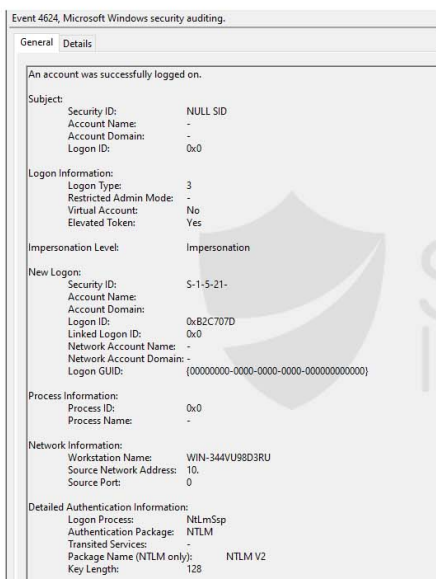 Event 4624, Microsoft Windows security auditing.
General Details
An account was successfully logged on.
Subject:
Security ID: NULL SID
Account Name: -
Account Domain: -
Logon ID: 0x0
Logon Information:
Logon Type: 3
Restricted Admin Mode: -
Virtual Account: No
Elevated Token: Yes
Impersonation Level: Impersonation
New Logon:
Security ID: S-1-5-21-
Account Name:
Account Domain:
Logon ID: 0xB2C707D
Linked Logon ID: 0x0
Network Account Name: -
Network Account Domain: -
Logon GUID: {00000000-0000-0000-0000-000000000000}
Process Information:
Process ID: 0x0
Process Name: -
Network Information:
Workstation Name: WIN-344VU98D3RU
Source Network Address: 10.
Source Port: 0
Detailed Authentication Information:
Logon Process: NtLmSsp
Authentication Package: NTLM
Transited Services: -
Package Name (NTLM only): NTLM V2
Key Length: 128